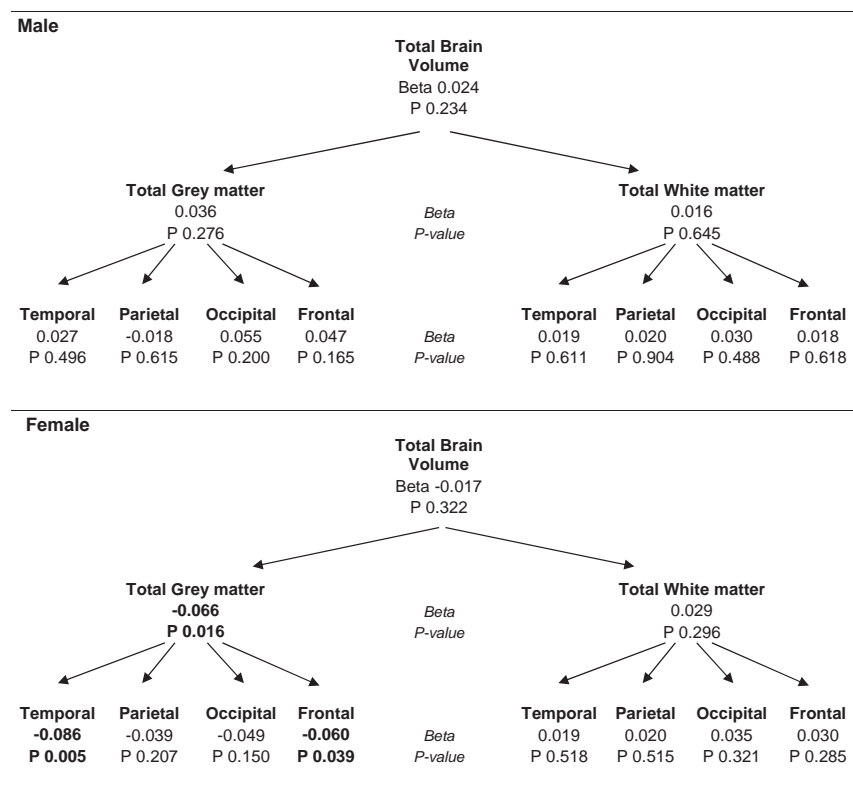 Male
Total Brain
Volume
Beta 0.024
P 0.234
Total Grey matter Total White matter
0.036 Beta 0.016
P 0.276 P-value P 0.645
Temporal Parietal Occipital Frontal Temporal Parietal Occipital Frontal
0.027 -0.018 0.055 0.047 Beta 0.019 0.020 0.030 0.018
P 0.496 P 0.615 P 0.200 P 0.165 P-value P 0.611 P 0.904 P 0.488 P 0.618
Female
Total Brain
Volume
Beta -0.017
P 0.322
Total Grey matter Total White matter
-0.066 Beta 0.029
P 0.016 P-value P 0.296
Temporal Parietal Occipital Frontal Temporal Parietal Occipital Frontal
-0.086 -0.039 -0.049 -0.060 Beta 0.019 0.020 0.035 0.030
P 0.005 P 0.207 P 0.150 P 0.039 P-value P 0.518 P 0.515 P 0.321 P 0.285